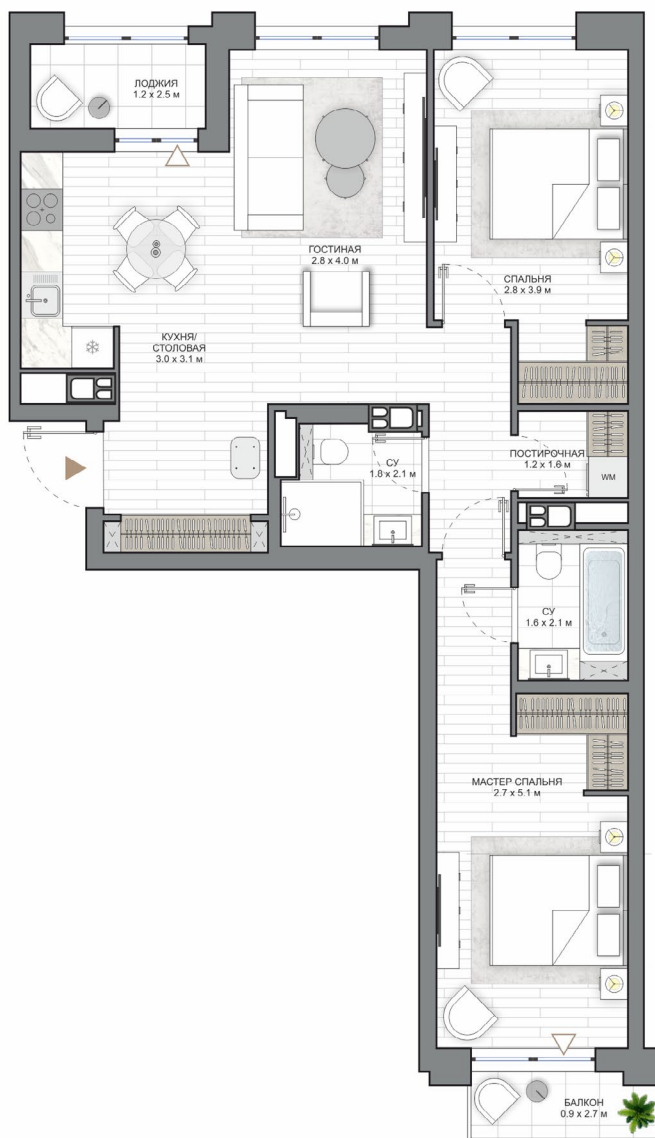 ЛОДЖИЯ
1.2 x 2.5 м
ГОСТИНАЯ
2.8 x 4.0 м
СПАЛЬНЯ
2.8 x 3.9 м
КУХНЯ/
СТОЛОВАЯ
3.0 x 3.1 м
ПОСТИРОЧНАЯ
1.2 x 1.6 м
WM
СУ
1.8 x 2.1 м
СУ
1.6 x 2.1 м
МАСТЕР СПАЛЬНЯ
2.7 x 5.1 м
БАЛКОН
0.9 x 2.7 м